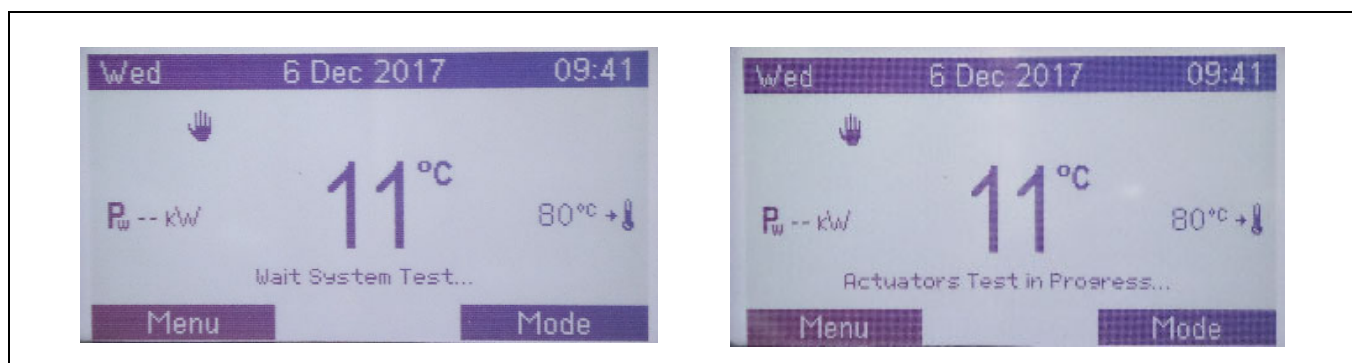 Wed 6 Dec 2017 09:41
11°C
Pw -- kW
80°C
Wait System Test...
Menu Mode
Wed 6 Dec 2017 09:41
11°C
Pw -- kW
80°C
Actuators Test in Progress...
Menu Mode